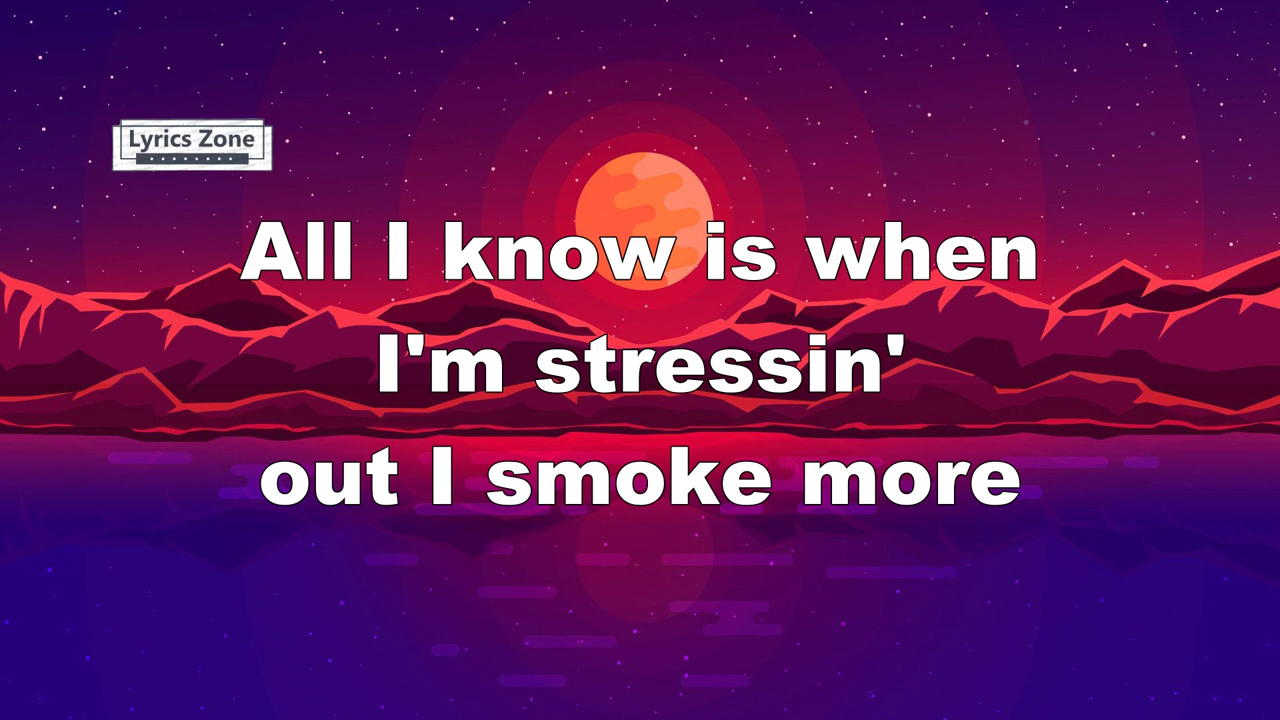 Lyrics Zone
All I know is when
I'm stressin'
out I smoke more